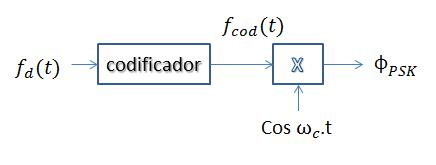 f_cod(t)
f_d(t) codificador X ϕ_PSK
Cos ω_c.t